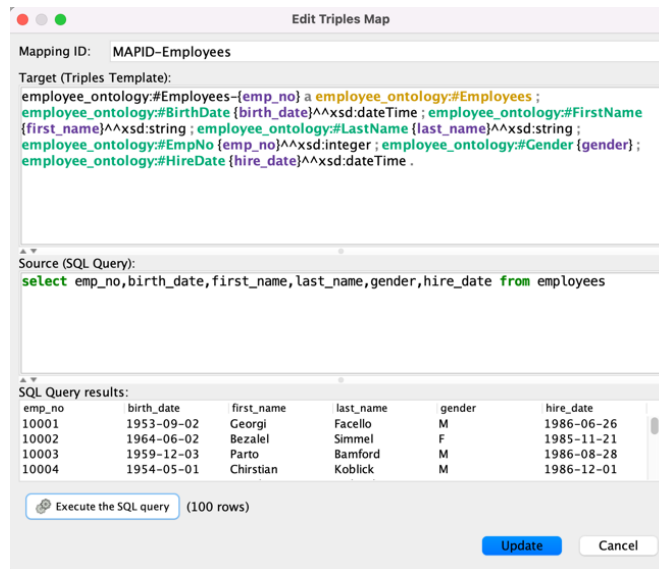 Edit Triples Map
Mapping ID: MAPID-Employees
Target (Triples Template):
employee_ontology:#Employees-{emp_no} a employee_ontology:#Employees ;
employee_ontology:#BirthDate {birth_date}^^xsd:dateTime ; employee_ontology:#FirstName
{first_name}^^xsd:string ; employee_ontology:#LastName {last_name}^^xsd:string ;
employee_ontology:#EmpNo {emp_no}^^xsd:integer ; employee_ontology:#Gender {gender} ;
employee_ontology:#HireDate {hire_date}^^xsd:dateTime .
Source (SQL Query):
select emp_no,birth_date,first_name,last_name,gender,hire_date from employees
SQL Query results:
emp_no birth_date first_name last_name gender hire_date
10001 1953-09-02 Georgi Facello M 1986-06-26
10002 1964-06-02 Bezalel Simmel F 1985-11-21
10003 1959-12-03 Parto Bamford M 1986-08-28
10004 1954-05-01 Chirstian Koblick M 1986-12-01
Execute the SQL query (100 rows)
Update Cancel